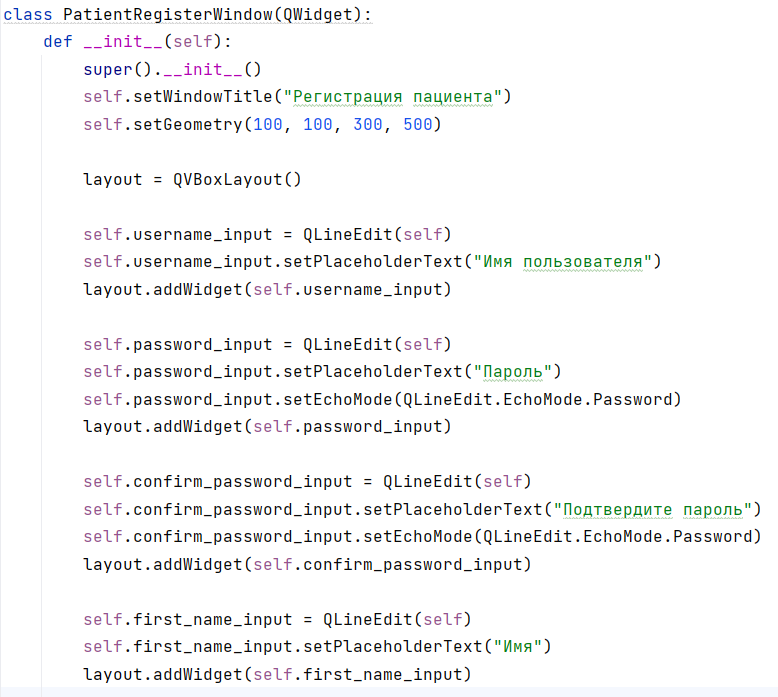 class PatientRegisterWindow(QWidget):
    def __init__(self):
        super().__init__()
        self.setWindowTitle("Регистрация пациента")
        self.setGeometry(100, 100, 300, 500)

        layout = QVBoxLayout()

        self.username_input = QLineEdit(self)
        self.username_input.setPlaceholderText("Имя пользователя")
        layout.addWidget(self.username_input)

        self.password_input = QLineEdit(self)
        self.password_input.setPlaceholderText("Пароль")
        self.password_input.setEchoMode(QLineEdit.EchoMode.Password)
        layout.addWidget(self.password_input)

        self.confirm_password_input = QLineEdit(self)
        self.confirm_password_input.setPlaceholderText("Подтвердите пароль")
        self.confirm_password_input.setEchoMode(QLineEdit.EchoMode.Password)
        layout.addWidget(self.confirm_password_input)

        self.first_name_input = QLineEdit(self)
        self.first_name_input.setPlaceholderText("Имя")
        layout.addWidget(self.first_name_input)